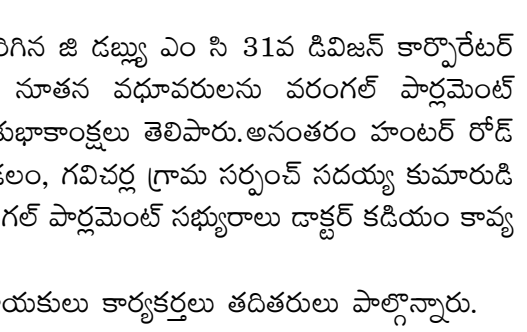 రిగిన జి డబ్ల్యు ఎం సి 31వ డివిజన్ కార్పొరేటర్
నూతన వధూవరులను వరంగల్ పార్లమెంట్
శుభాకాంక్షలు తెలిపారు.అనంతరం హంటర్ రోడ్
డలం, గవిచర్ల గ్రామ సర్పంచ్ సదయ్య కుమారుడి
గల్ పార్లమెంట్ సభ్యురాలు డాక్టర్ కడియం కావ్య
యకులు కార్యకర్తలు తదితరులు పాల్గొన్నారు.